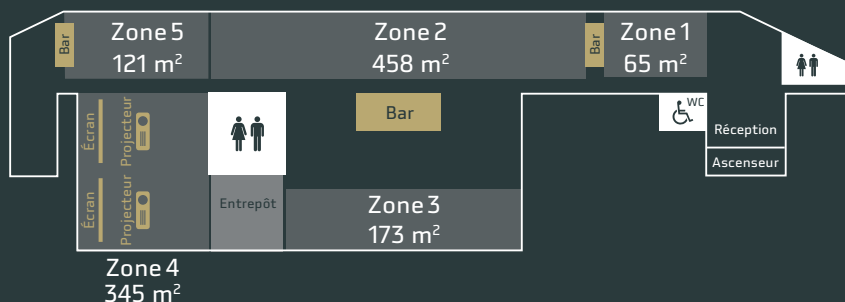 Bar
Zone 5
121 m²
Zone 2
458 m²
Bar
Zone 1
65 m²
Écran
Projecteur
Bar
WC
Réception
Ascenseur
Écran
Projecteur
Entrepôt
Zone 3
173 m²
Zone 4
345 m²